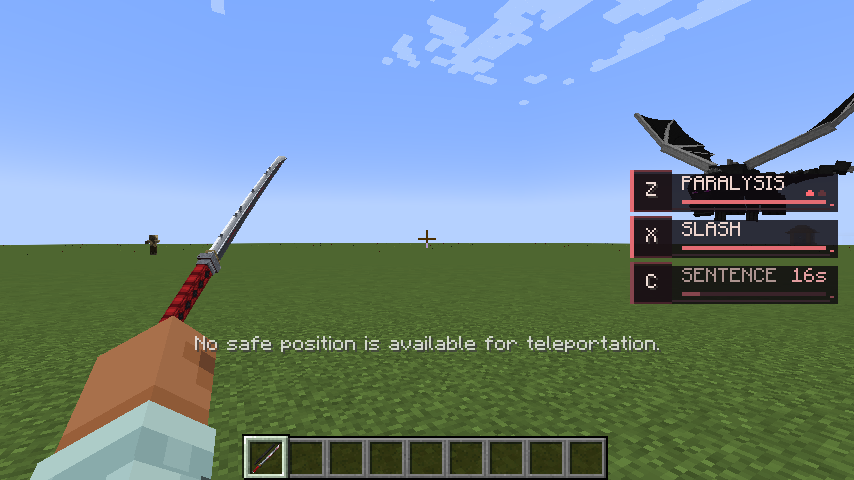 Z PARALYSIS
X SLASH
C SENTENCE 16s
No safe position is available for teleportation.